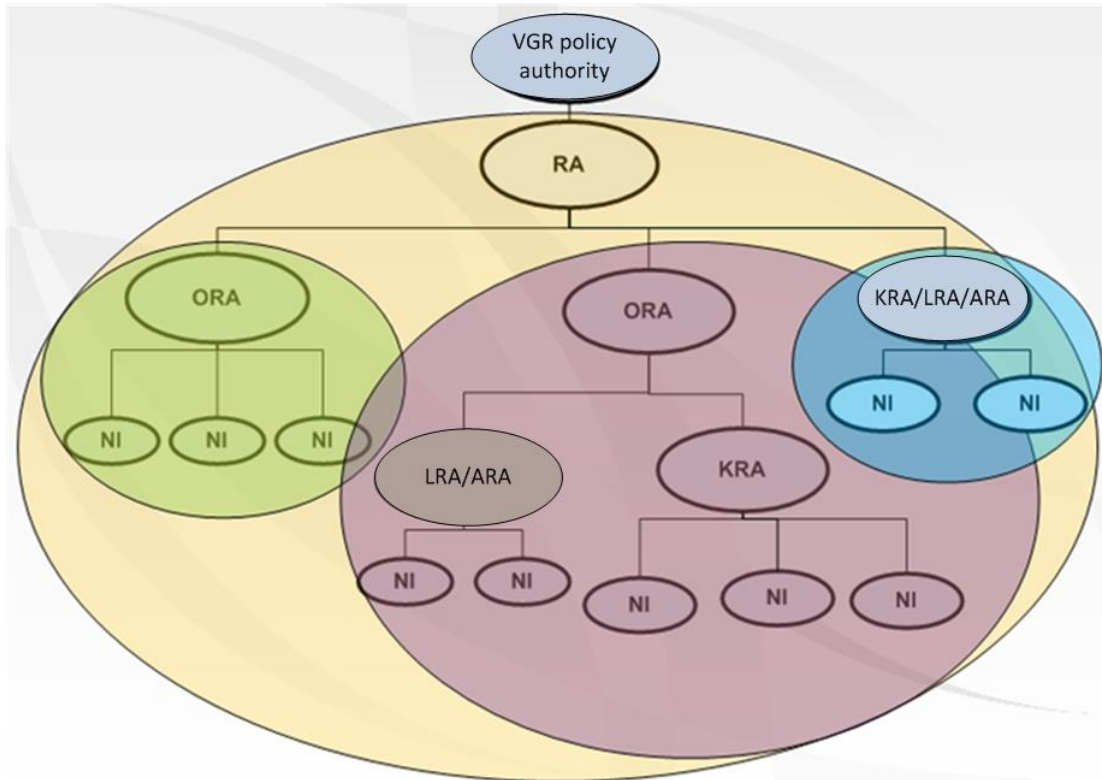 VGR policy
authority
RA
ORA
ORA
KRA/LRA/ARA
NI
NI
NI
NI
NI
LRA/ARA
KRA
NI
NI
NI
NI
NI